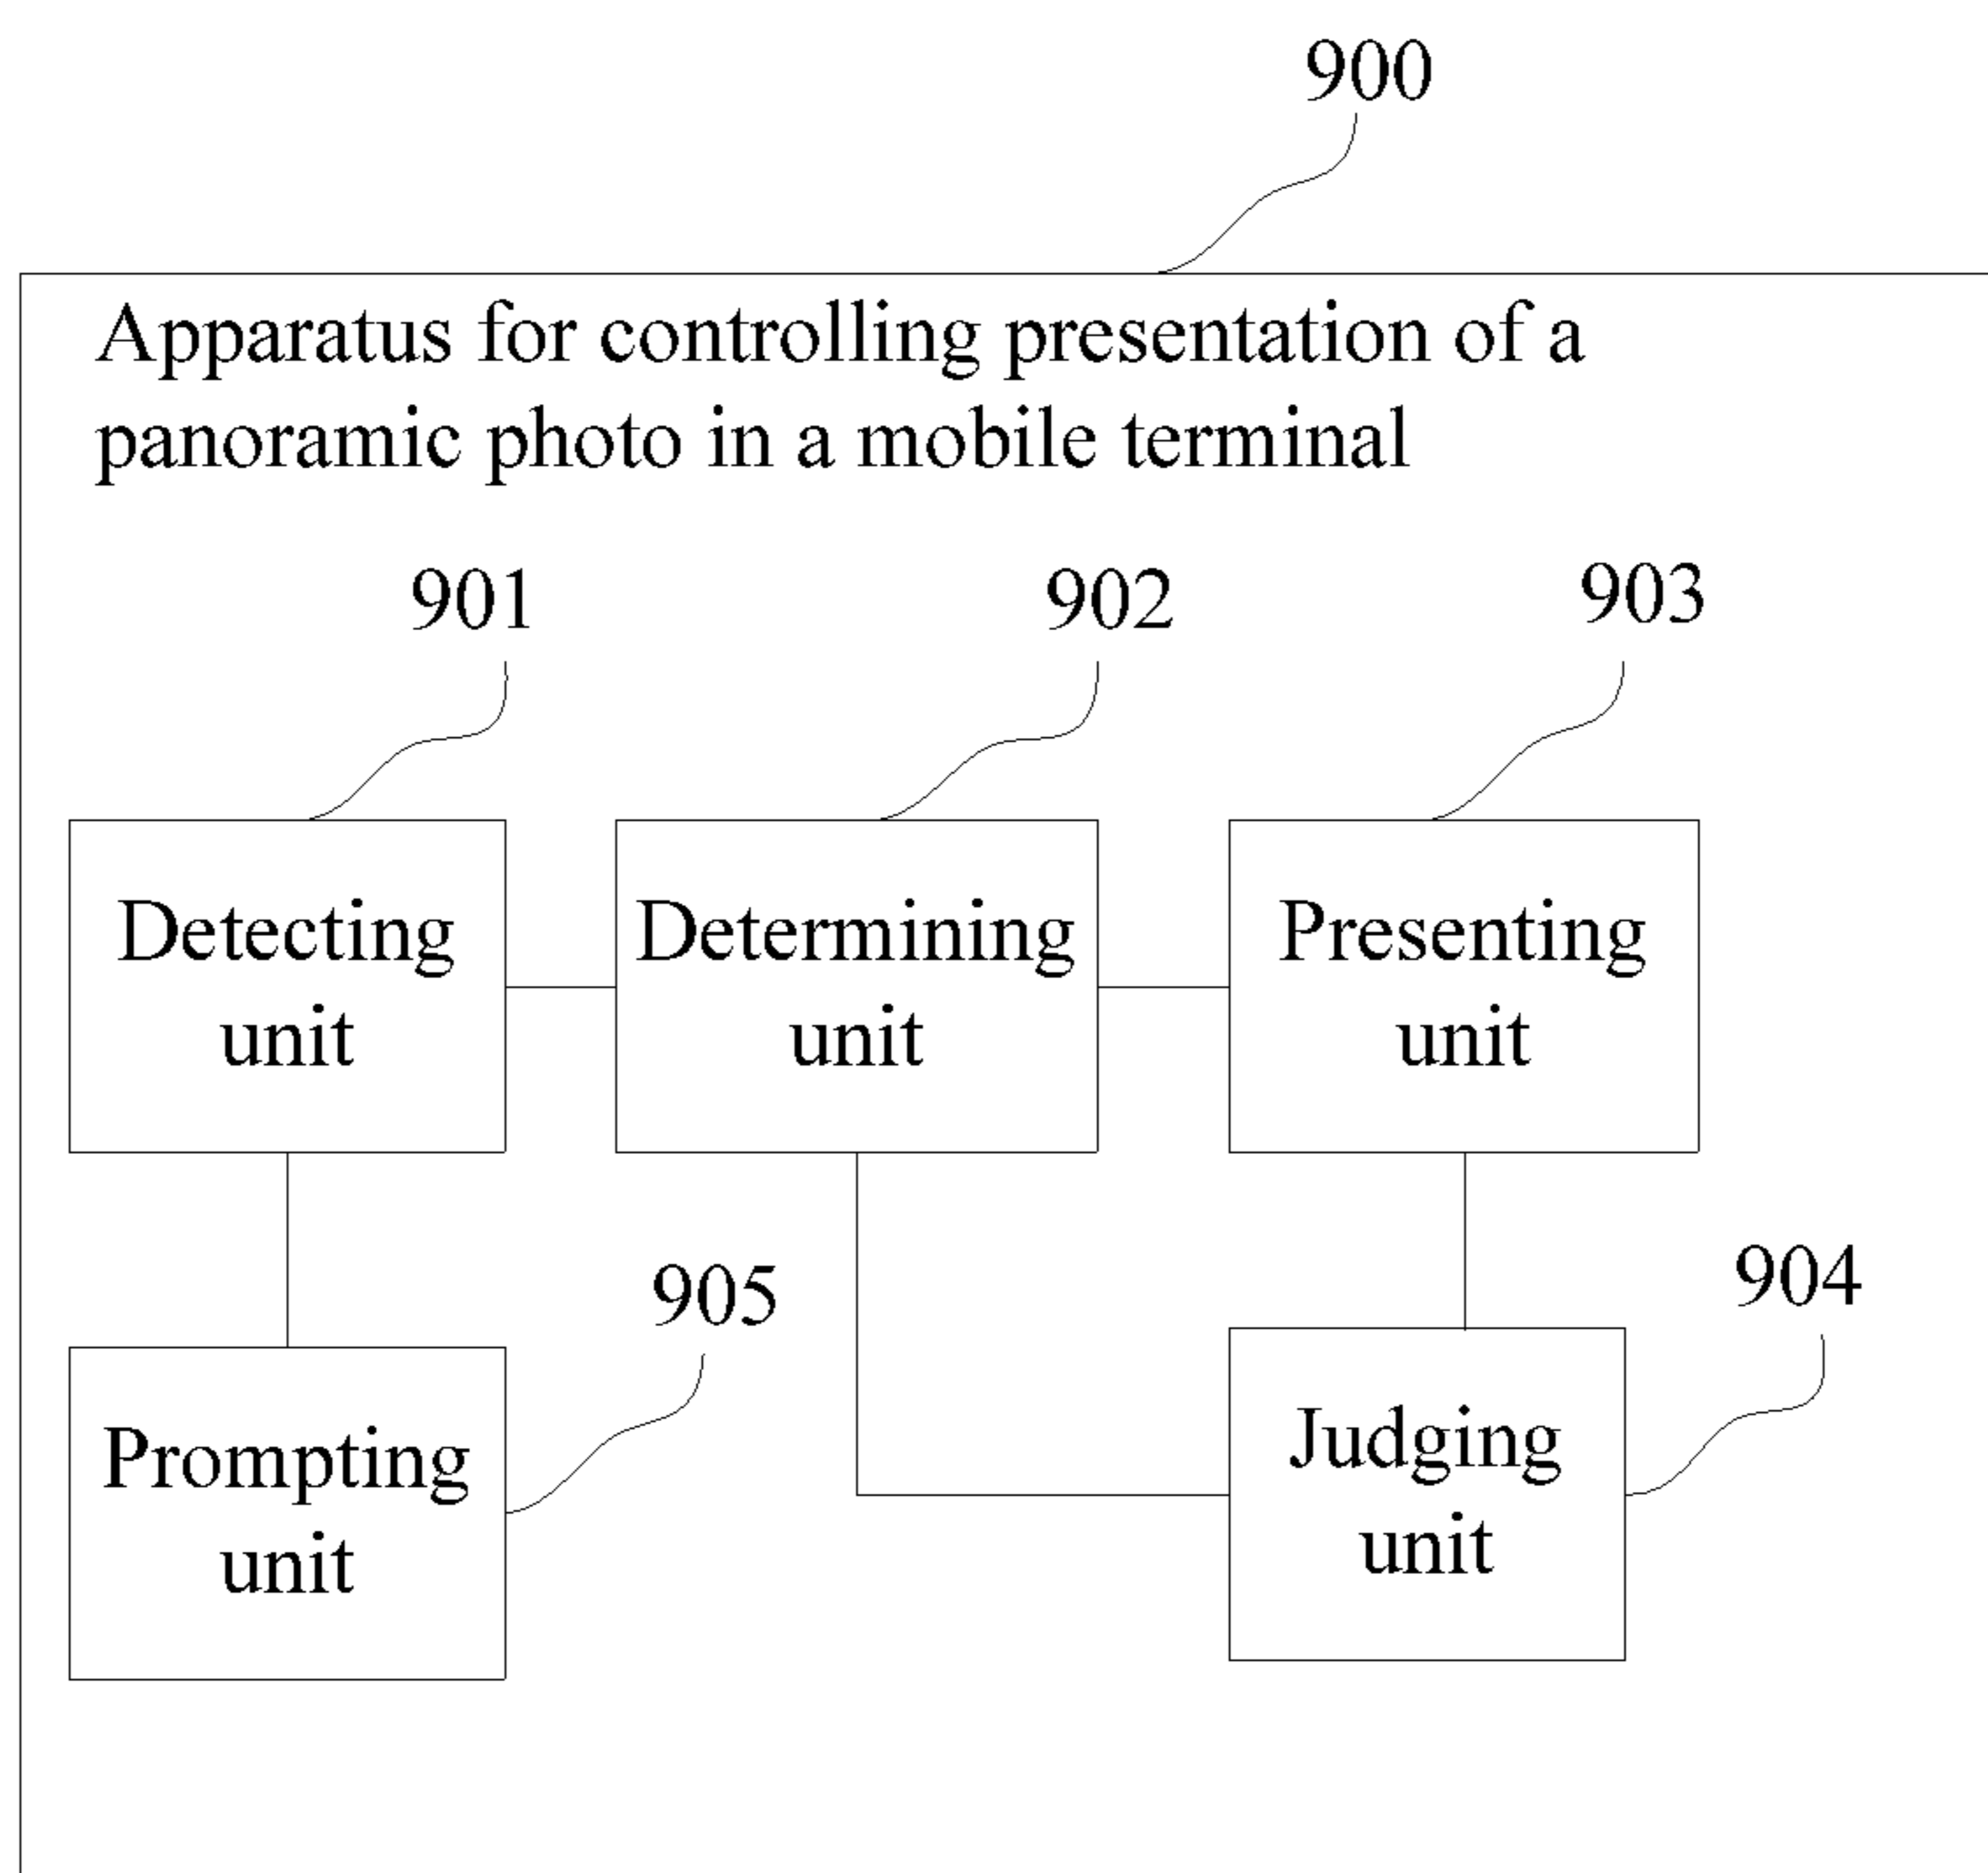 900
Apparatus for controlling presentation of a
panoramic photo in a mobile terminal
901
902
903
Detecting
unit
Determining
unit
Presenting
unit
905
904
Prompting
unit
Judging
unit